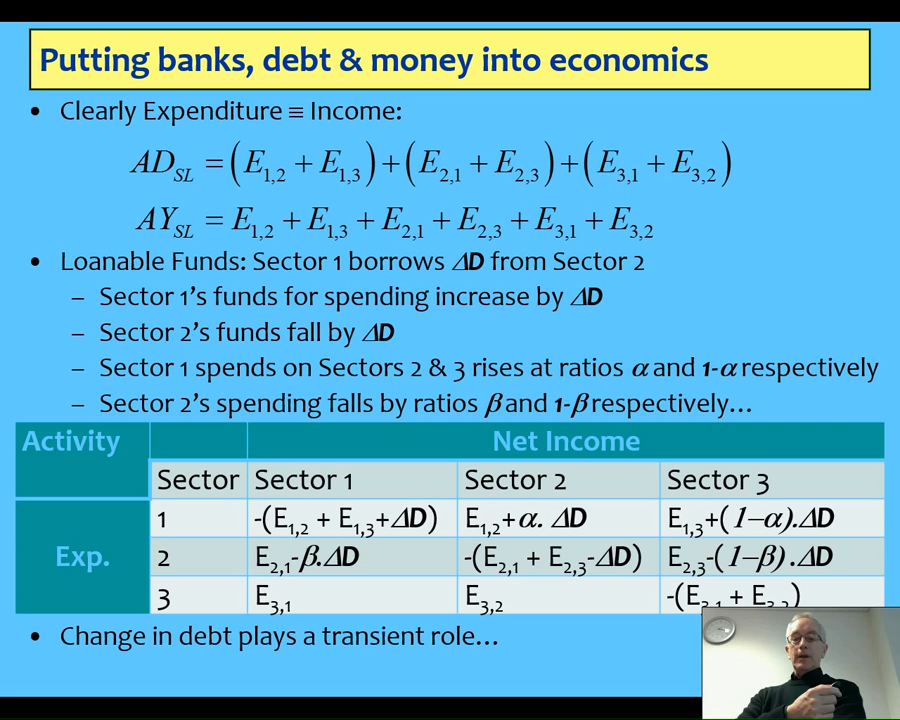 Putting banks, debt & money into economics
• Clearly Expenditure ≡ Income:
AD_SL = (E_1,2 + E_1,3) + (E_2,1 + E_2,3) + (E_3,1 + E_3,2)
AY_SL = E_1,2 + E_1,3 + E_2,1 + E_2,3 + E_3,1 + E_3,2
• Loanable Funds: Sector 1 borrows ΔD from Sector 2
– Sector 1's funds for spending increase by ΔD
– Sector 2's funds fall by ΔD
– Sector 1 spends on Sectors 2 & 3 rises at ratios α and 1-α respectively
– Sector 2's spending falls by ratios β and 1-β respectively…
Activity Net Income
Sector Sector 1 Sector 2 Sector 3
1 -(E_1,2 + E_1,3+ΔD) E_1,2+α. ΔD E_1,3+(1–α).ΔD
Exp. 2 E_2,1-β.ΔD -(E_2,1 + E_2,3-ΔD) E_2,3-(1–β).ΔD
3 E_3,1 E_3,2 -(E_3,1 + E_3,2)
• Change in debt plays a transient role…